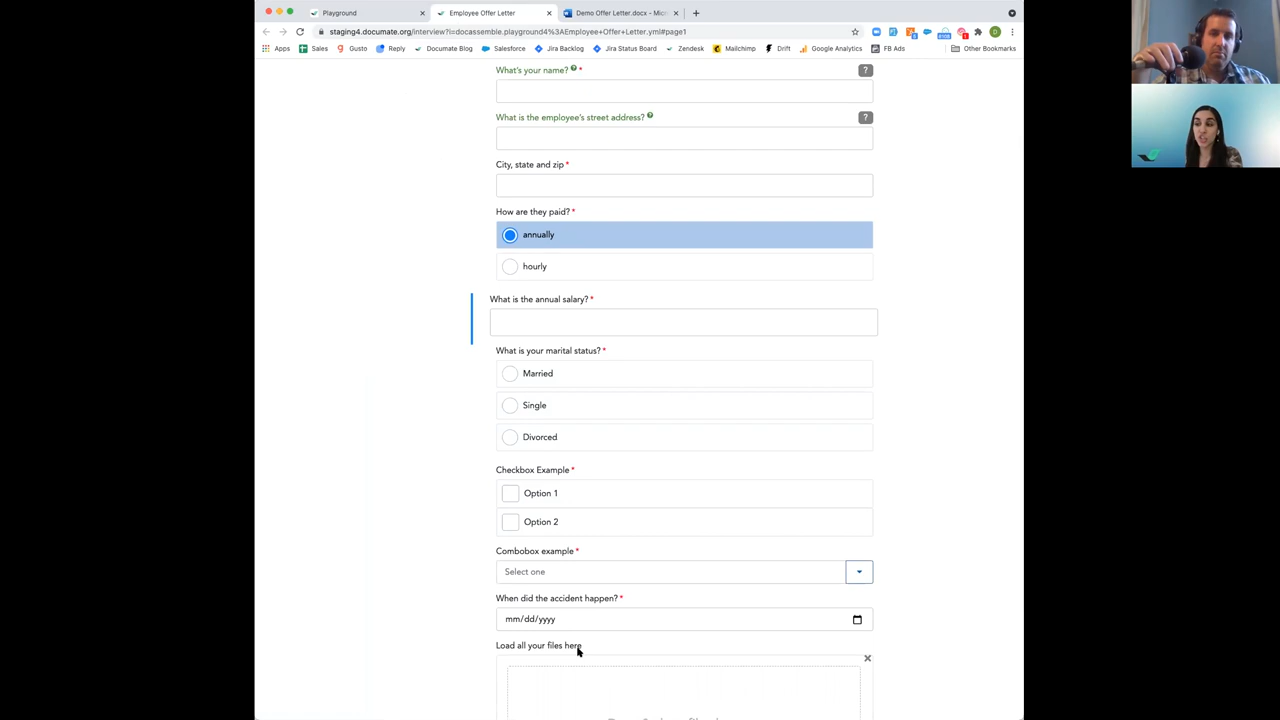 Playground
Employee Offer Letter
Demo Offer Letter.docx - Micr
staging4.documate.org/interview?i=docassemble.playground4%3AEmployee+Offer+Letter.yml#page1
Apps
Sales
Gusto
Reply
Documate Blog
Salesforce
Jira Backlog
Jira Status Board
Zendesk
Mailchimp
Drift
Google Analytics
FB Ads
Other Bookmarks
What's your name? ? *
?
What is the employee's street address? ?
?
City, state and zip *
How are they paid? *
annually
hourly
What is the annual salary? *
What is your marital status? *
Married
Single
Divorced
Checkbox Example *
Option 1
Option 2
Combobox example *
Select one
When did the accident happen? *
mm/dd/yyyy
Load all your files here